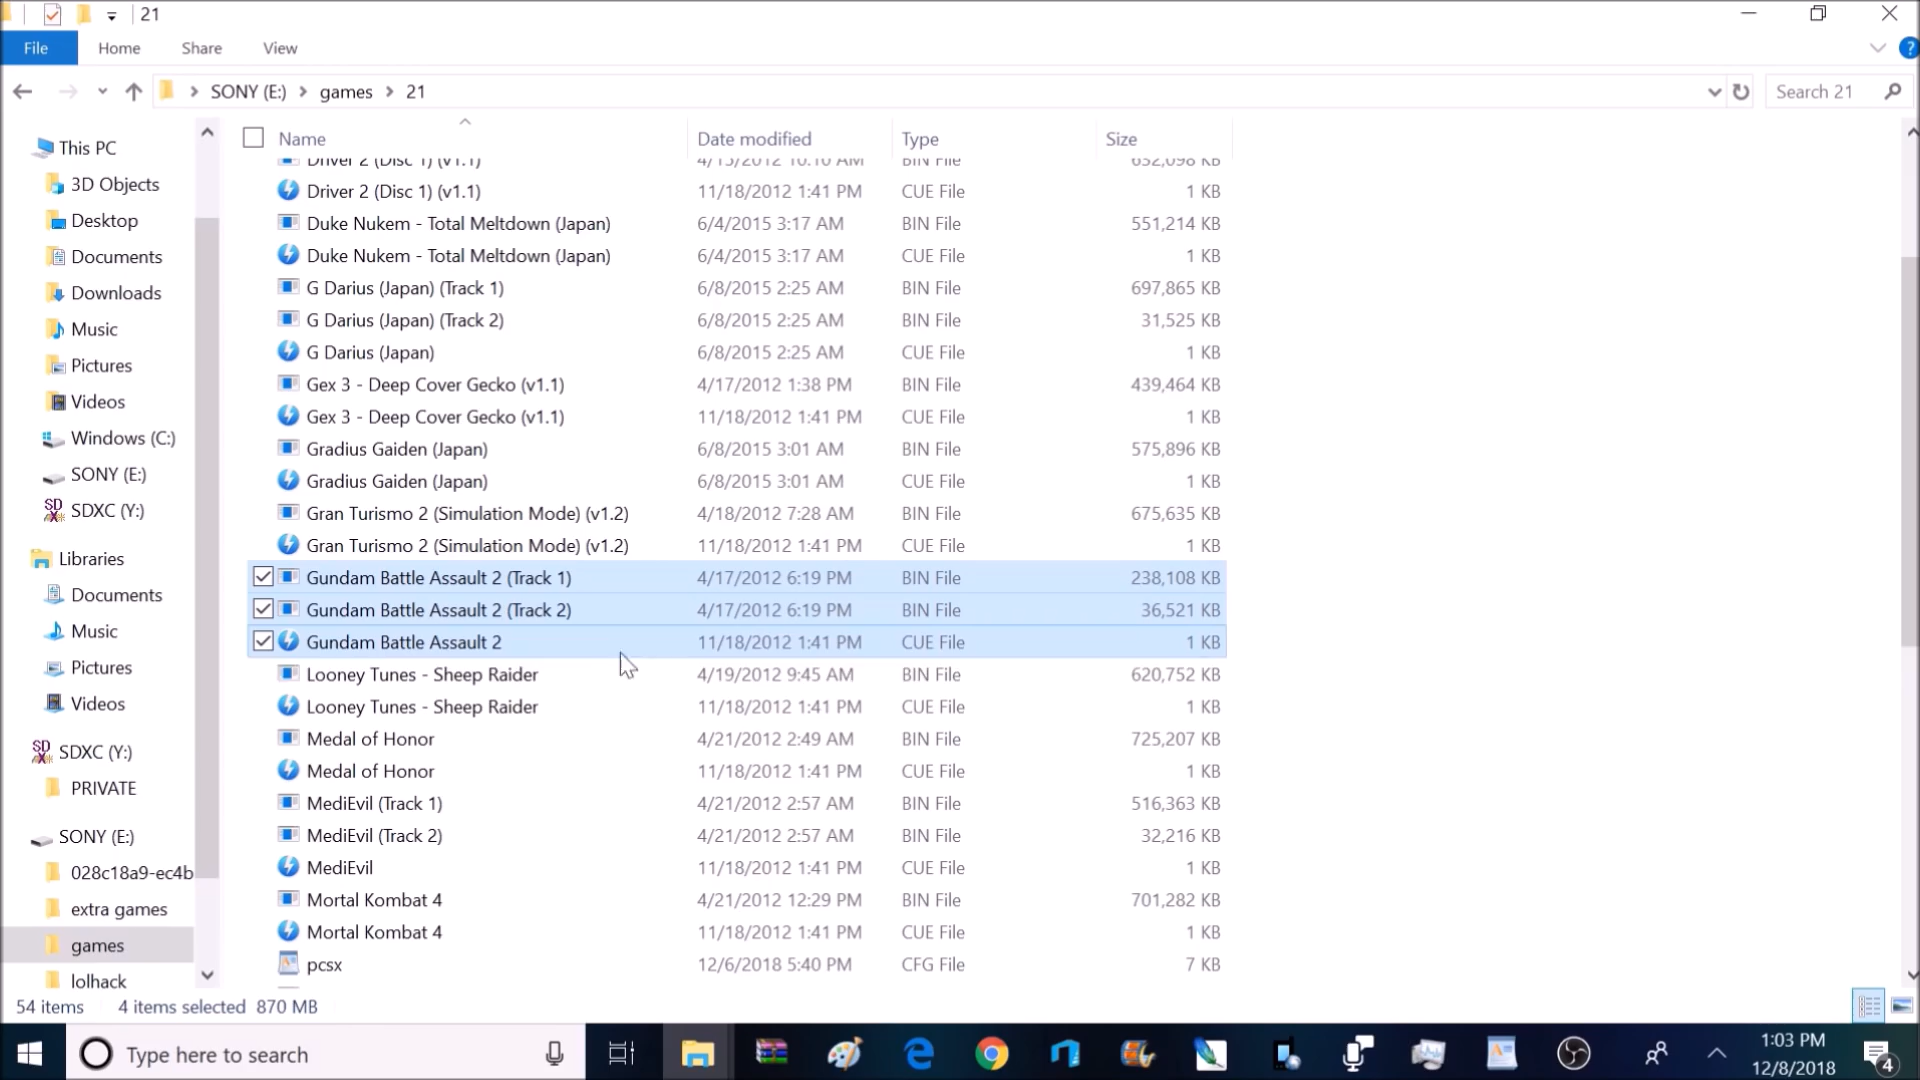 21
File Home Share View
SONY (E:) games 21 Search 21
This PC
3D Objects
Desktop
Documents
Downloads
Music
Pictures
Videos
Windows (C:)
SONY (E:)
SDXC (Y:)
Libraries
Documents
Music
Pictures
Videos
SDXC (Y:)
PRIVATE
SONY (E:)
028c18a9-ec4b
extra games
games
lolhack
Name Date modified Type Size
Driver 2 (Disc 1) (v1.1) 4/15/2012 10:10 AM BIN File 652,098 KB
Driver 2 (Disc 1) (v1.1) 11/18/2012 1:41 PM CUE File 1 KB
Duke Nukem - Total Meltdown (Japan) 6/4/2015 3:17 AM BIN File 551,214 KB
Duke Nukem - Total Meltdown (Japan) 6/4/2015 3:17 AM CUE File 1 KB
G Darius (Japan) (Track 1) 6/8/2015 2:25 AM BIN File 697,865 KB
G Darius (Japan) (Track 2) 6/8/2015 2:25 AM BIN File 31,525 KB
G Darius (Japan) 6/8/2015 2:25 AM CUE File 1 KB
Gex 3 - Deep Cover Gecko (v1.1) 4/17/2012 1:38 PM BIN File 439,464 KB
Gex 3 - Deep Cover Gecko (v1.1) 11/18/2012 1:41 PM CUE File 1 KB
Gradius Gaiden (Japan) 6/8/2015 3:01 AM BIN File 575,896 KB
Gradius Gaiden (Japan) 6/8/2015 3:01 AM CUE File 1 KB
Gran Turismo 2 (Simulation Mode) (v1.2) 4/18/2012 7:28 AM BIN File 675,635 KB
Gran Turismo 2 (Simulation Mode) (v1.2) 11/18/2012 1:41 PM CUE File 1 KB
Gundam Battle Assault 2 (Track 1) 4/17/2012 6:19 PM BIN File 238,108 KB
Gundam Battle Assault 2 (Track 2) 4/17/2012 6:19 PM BIN File 36,521 KB
Gundam Battle Assault 2 11/18/2012 1:41 PM CUE File 1 KB
Looney Tunes - Sheep Raider 4/19/2012 9:45 AM BIN File 620,752 KB
Looney Tunes - Sheep Raider 11/18/2012 1:41 PM CUE File 1 KB
Medal of Honor 4/21/2012 2:49 AM BIN File 725,207 KB
Medal of Honor 11/18/2012 1:41 PM CUE File 1 KB
MediEvil (Track 1) 4/21/2012 2:57 AM BIN File 516,363 KB
MediEvil (Track 2) 4/21/2012 2:57 AM BIN File 32,216 KB
MediEvil 11/18/2012 1:41 PM CUE File 1 KB
Mortal Kombat 4 4/21/2012 12:29 PM BIN File 701,282 KB
Mortal Kombat 4 11/18/2012 1:41 PM CUE File 1 KB
pcsx 12/6/2018 5:40 PM CFG File 7 KB
54 items 4 items selected 870 MB
Type here to search
1:03 PM
12/8/2018
4